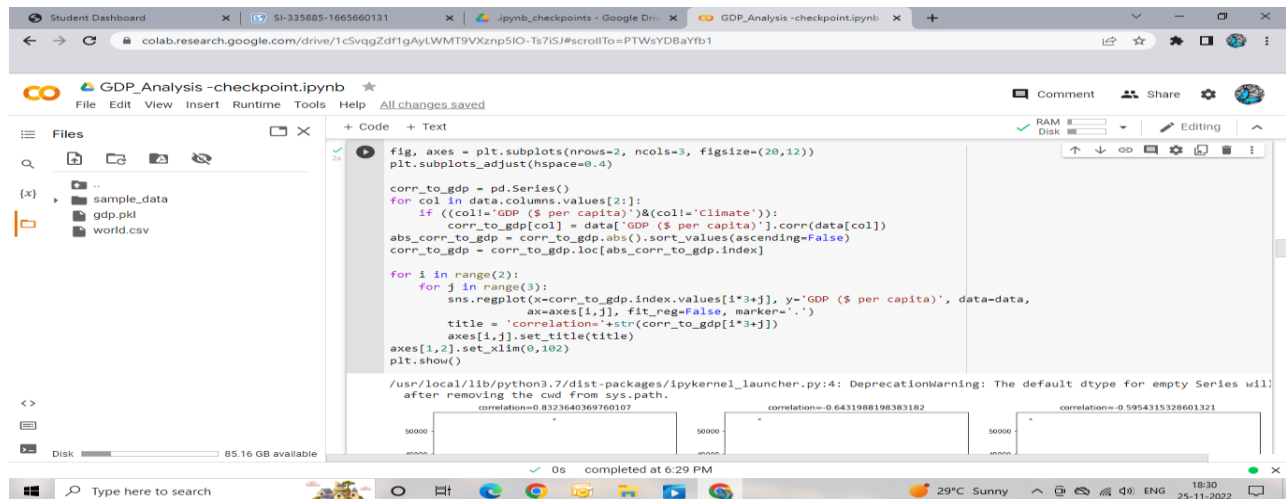 Student Dashboard
SI-335885-1665660131
.ipynb_checkpoints - Google Driv
GDP_Analysis -checkpoint.ipynb
colab.research.google.com/drive/1cSvqgZdf1gAyLWMT9VXznp5IO-Ts7iSJ#scrollTo=PTWsYDBaYfb1
GDP_Analysis -checkpoint.ipynb
File Edit View Insert Runtime Tools Help All changes saved
Comment Share
Files
+ Code + Text
RAM
Disk
Editing
..
sample_data
gdp.pkl
world.csv
{x}
2s
fig, axes = plt.subplots(nrows=2, ncols=3, figsize=(20,12))
plt.subplots_adjust(hspace=0.4)
corr_to_gdp = pd.Series()
for col in data.columns.values[2:]:
if ((col!='GDP ($ per capita)')&(col!='Climate')):
corr_to_gdp[col] = data['GDP ($ per capita)'].corr(data[col])
abs_corr_to_gdp = corr_to_gdp.abs().sort_values(ascending=False)
corr_to_gdp = corr_to_gdp.loc[abs_corr_to_gdp.index]
for i in range(2):
for j in range(3):
sns.regplot(x=corr_to_gdp.index.values[i*3+j], y='GDP ($ per capita)', data=data,
ax=axes[i,j], fit_reg=False, marker='.')
title = 'correlation='+str(corr_to_gdp[i*3+j])
axes[i,j].set_title(title)
axes[1,2].set_xlim(0,102)
plt.show()
/usr/local/lib/python3.7/dist-packages/ipykernel_launcher.py:4: DeprecationWarning: The default dtype for empty Series will
after removing the cwd from sys.path.
correlation=0.8323640369760107
correlation=-0.6431988198383182
correlation=-0.5954315328601321
50000
50000
50000
<>
Disk
85.16 GB available
0s completed at 6:29 PM
Type here to search
29°C Sunny
ENG
18:30
25-11-2022